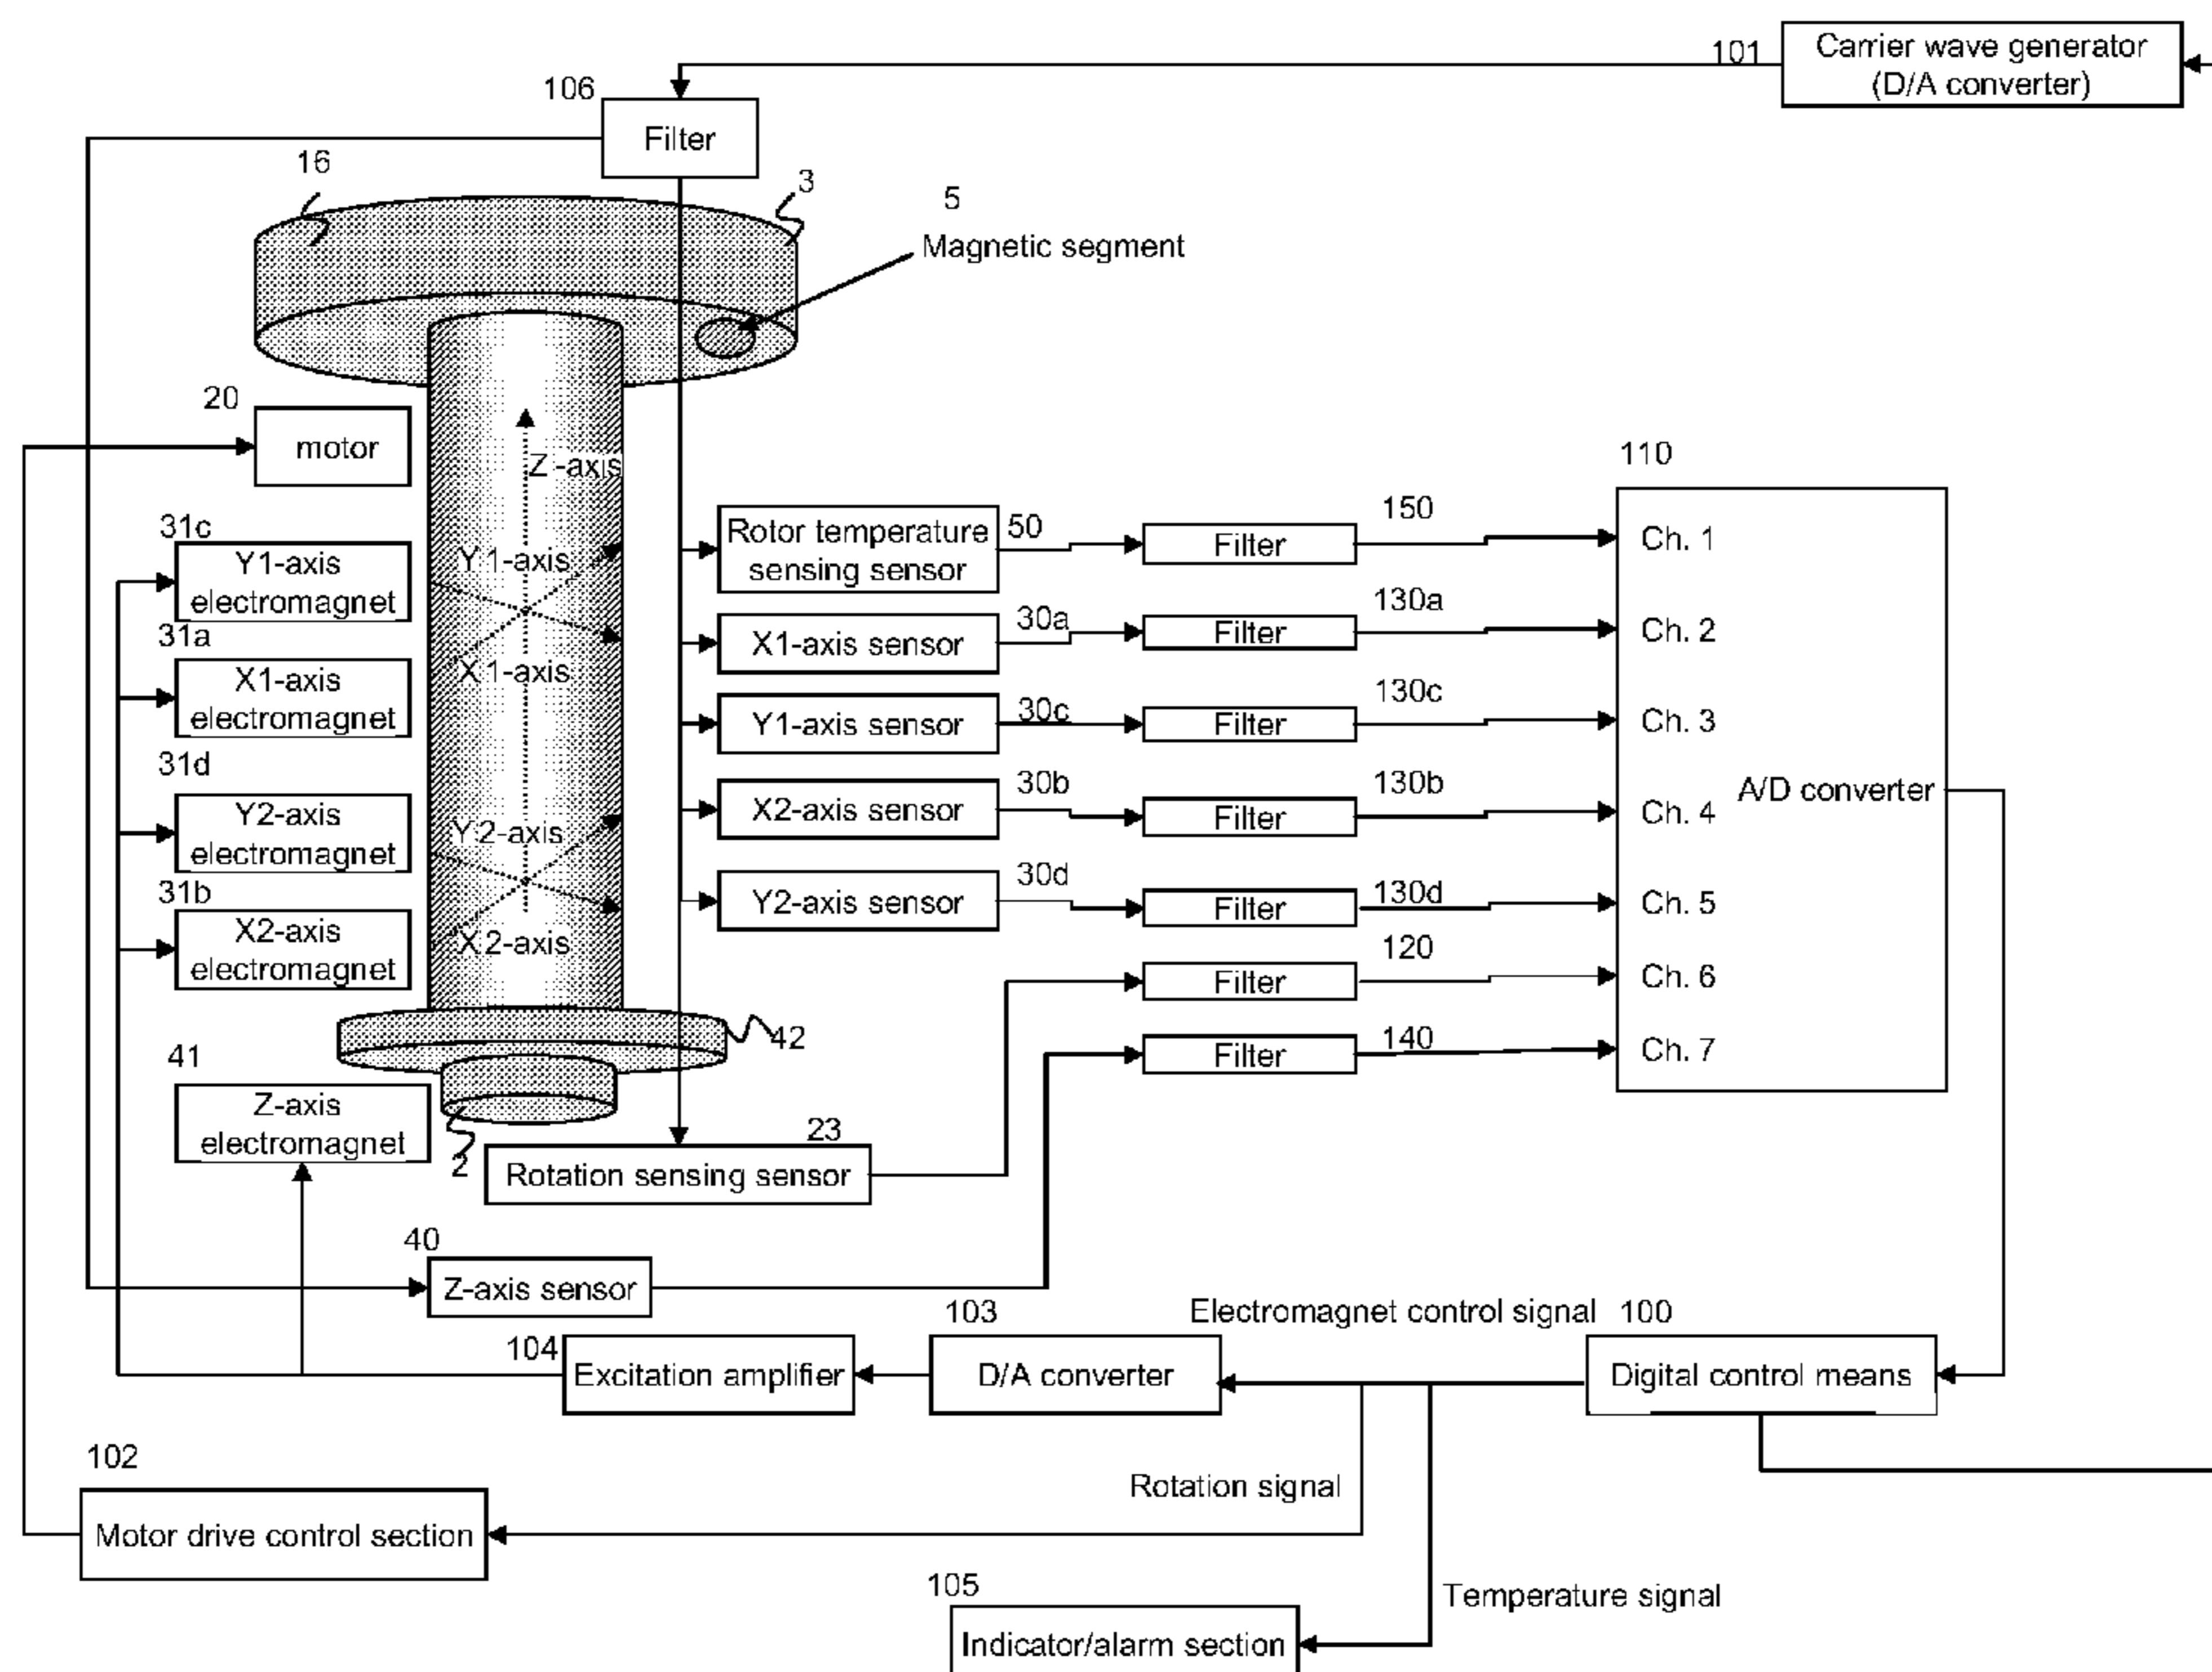 101
Carrier wave generator
(D/A converter)
106
Filter
16
3
5
Magnetic segment
20
motor
Z-axis
110
31c
Y1-axis
electromagnet
Y1-axis
Rotor temperature
sensing sensor
50
Filter
150
Ch. 1
31a
X1-axis
electromagnet
X1-axis
X1-axis sensor
30a
Filter
130a
Ch. 2
Y1-axis sensor
30c
Filter
130c
Ch. 3
31d
Y2-axis
electromagnet
Y2-axis
X2-axis sensor
30b
Filter
130b
Ch. 4
A/D converter
31b
X2-axis
electromagnet
X2-axis
Y2-axis sensor
30d
Filter
130d
Ch. 5
Filter
120
Ch. 6
42
Filter
140
Ch. 7
41
Z-axis
electromagnet
2
23
Rotation sensing sensor
40
Z-axis sensor
104
Excitation amplifier
103
D/A converter
Electromagnet control signal
100
Digital control means
102
Motor drive control section
Rotation signal
105
Indicator/alarm section
Temperature signal